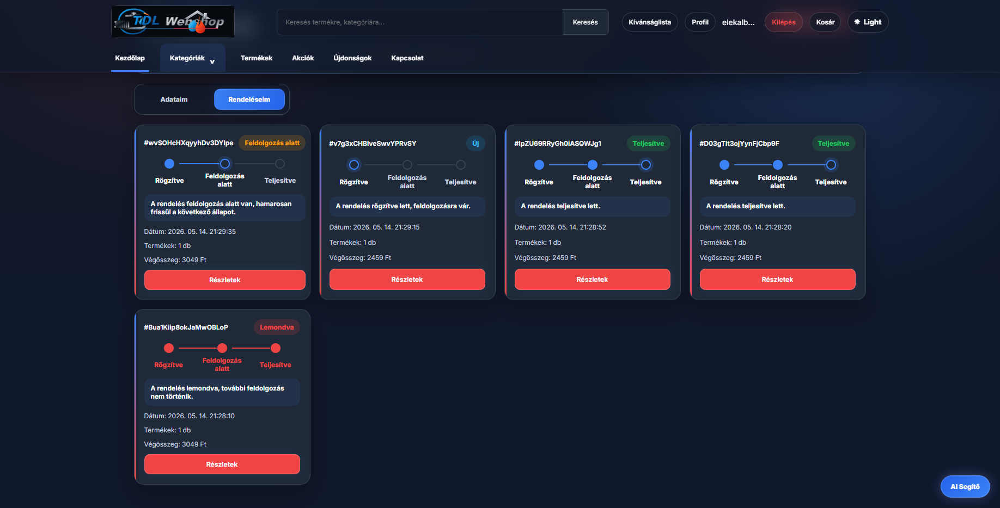 TDL Webshop
Keresés termékre, kategóriára...
Keresés
Kívánságlista
Profil
elekalb...
Kilépés
Kosár
Light
Kezdőlap
Kategóriák v
Termékek
Akciók
Újdonságok
Kapcsolat
Adataim
Rendeléseim
#wvSOHcHXqyyhDv3DYlpe
Feldolgozás alatt
Rögzítve
Feldolgozás
alatt
Teljesítve
A rendelés feldolgozás alatt van, hamarosan
frissül a következő állapot.
Dátum: 2026. 05. 14. 21:29:35
Termékek: 1 db
Végösszeg: 3049 Ft
Részletek
#v7g3xCHBIveSwvYPRvSY
Új
Rögzítve
Feldolgozás
alatt
Teljesítve
A rendelés rögzítve lett, feldolgozásra vár.
Dátum: 2026. 05. 14. 21:29:15
Termékek: 1 db
Végösszeg: 2459 Ft
Részletek
#IpZU69RRyGh0iASQWJg1
Teljesítve
Rögzítve
Feldolgozás
alatt
Teljesítve
A rendelés teljesítve lett.
Dátum: 2026. 05. 14. 21:28:52
Termékek: 1 db
Végösszeg: 2459 Ft
Részletek
#D03gTlt3ojYynFjCbp9F
Teljesítve
Rögzítve
Feldolgozás
alatt
Teljesítve
A rendelés teljesítve lett.
Dátum: 2026. 05. 14. 21:28:20
Termékek: 1 db
Végösszeg: 2459 Ft
Részletek
#Bua1Kiip8okJaMwOBLoP
Lemondva
Rögzítve
Feldolgozás
alatt
Teljesítve
A rendelés lemondva, további feldolgozás
nem történik.
Dátum: 2026. 05. 14. 21:28:10
Termékek: 1 db
Végösszeg: 3049 Ft
Részletek
AI Segítő